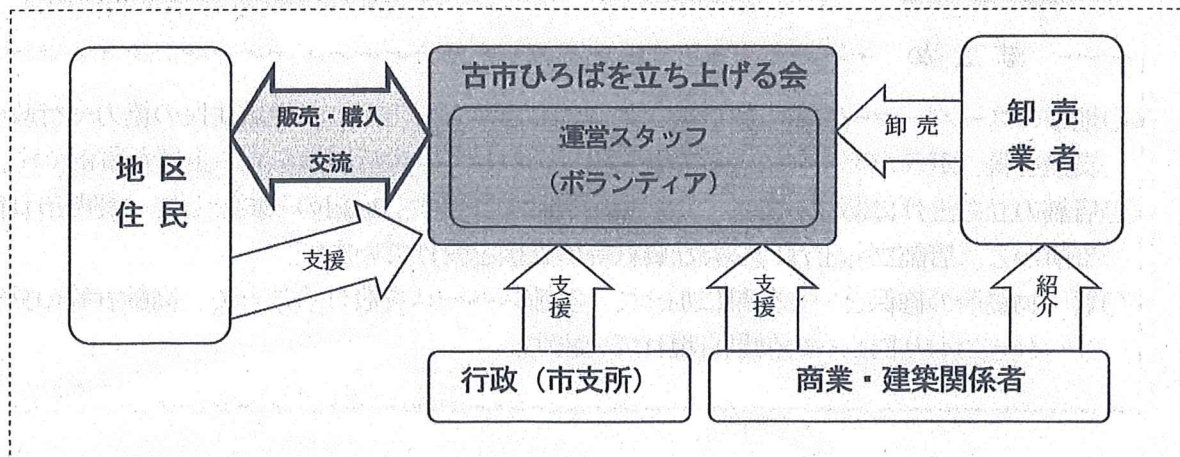 古市ひろばを立ち上げる会
運営スタッフ
(ボランティア)
地区
住民
販売・購入
交流
支援
卸売
卸売
業者
支援
支援
紹介
行政(市支所)
商業・建築関係者